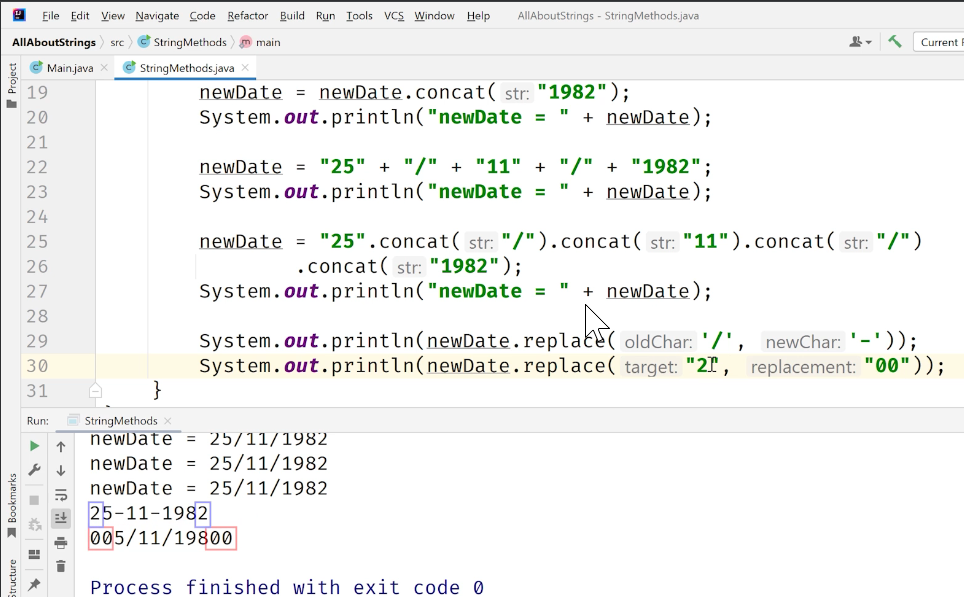 File Edit View Navigate Code Refactor Build Run Tools VCS Window Help AllAboutStrings - StringMethods.java
AllAboutStrings src StringMethods main Current F
Project
Main.java StringMethods.java
19 newDate = newDate.concat( str: "1982");
20 System.out.println("newDate = " + newDate);
21
22 newDate = "25" + "/" + "11" + "/" + "1982";
23 System.out.println("newDate = " + newDate);
24
25 newDate = "25".concat( str: "/").concat( str: "11").concat( str: "/")
26 .concat( str: "1982");
27 System.out.println("newDate = " + newDate);
28
29 System.out.println(newDate.replace( oldChar: '/', newChar: '-'));
30 System.out.println(newDate.replace( target: "2", replacement: "00"));
31 }
Run: StringMethods
newDate = 25/11/1982
newDate = 25/11/1982
newDate = 25/11/1982
25-11-1982
005/11/19800
Process finished with exit code 0
Bookmarks
Structure